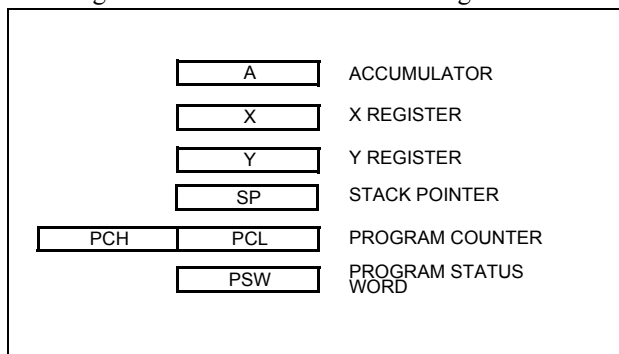 A ACCUMULATOR
X X REGISTER
Y Y REGISTER
SP STACK POINTER
PCH PCL PROGRAM COUNTER
PSW PROGRAM STATUS
WORD